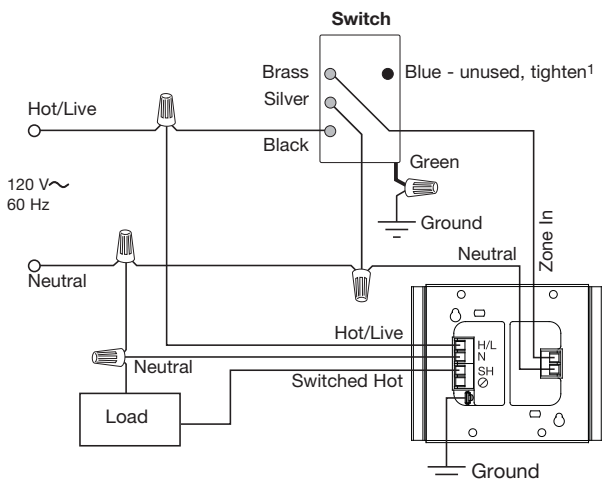 Switch
Brass
Blue - unused, tighten¹
Silver
Hot/Live
Black
Green
120 V～
60 Hz
Ground
Zone In
Neutral
Neutral
Hot/Live
H/L
N
Neutral
SH
Switched Hot
Ø
Load
Ground